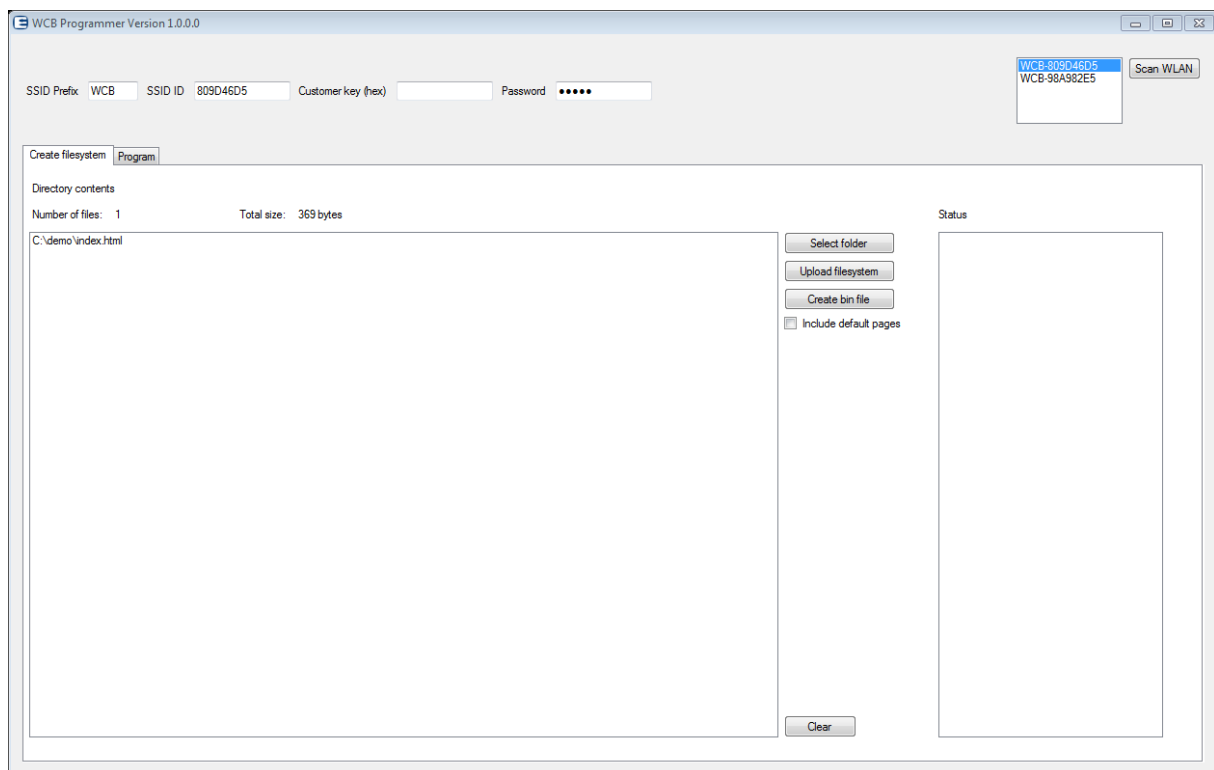 WCB Programmer Version 1.0.0.0
WCB-809D46D5
WCB-98A982E5
Scan WLAN
SSID Prefix WCB SSID ID 809D46D5 Customer key (hex) Password •••••
Create filesystem Program
Directory contents
Number of files: 1 Total size: 369 bytes Status
C:\demo\index.html
Select folder
Upload filesystem
Create bin file
Include default pages
Clear